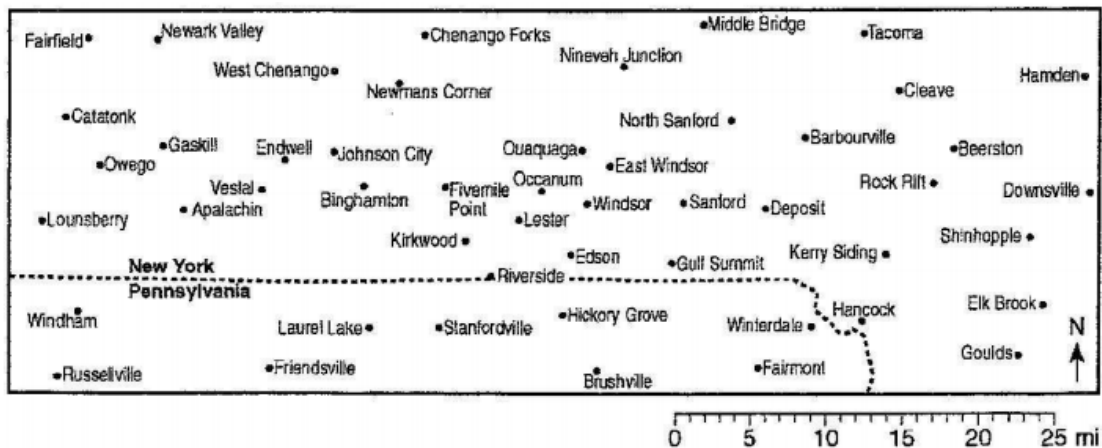 Middle Bridge
Tacoma
Fairfield
Newark Valley
Chenango Forks
Nineveh Junction
West Chenango
Hamden
Newmans Corner
Cleave
Catatonk
North Sanford
Barbourville
Gaskill
Endwell
Johnson City
Ouaquaga
Beerston
Owego
East Windsor
Vestal
Binghamton
Fivemile
Point
Occanum
Rock Rift
Downsville
Lounsberry
Apalachin
Lester
Windsor
Sanford
Deposit
Kirkwood
Shinhopple
Edson
Kerry Siding
New York
Riverside
Gulf Summit
Pennsylvania
Windham
Laurel Lake
Stanfordville
Hickory Grove
Winterdale
Hancock
Elk Brook
N
Russellville
Friendsville
Brushville
Fairmont
Goulds
0 5 10 15 20 25 mi